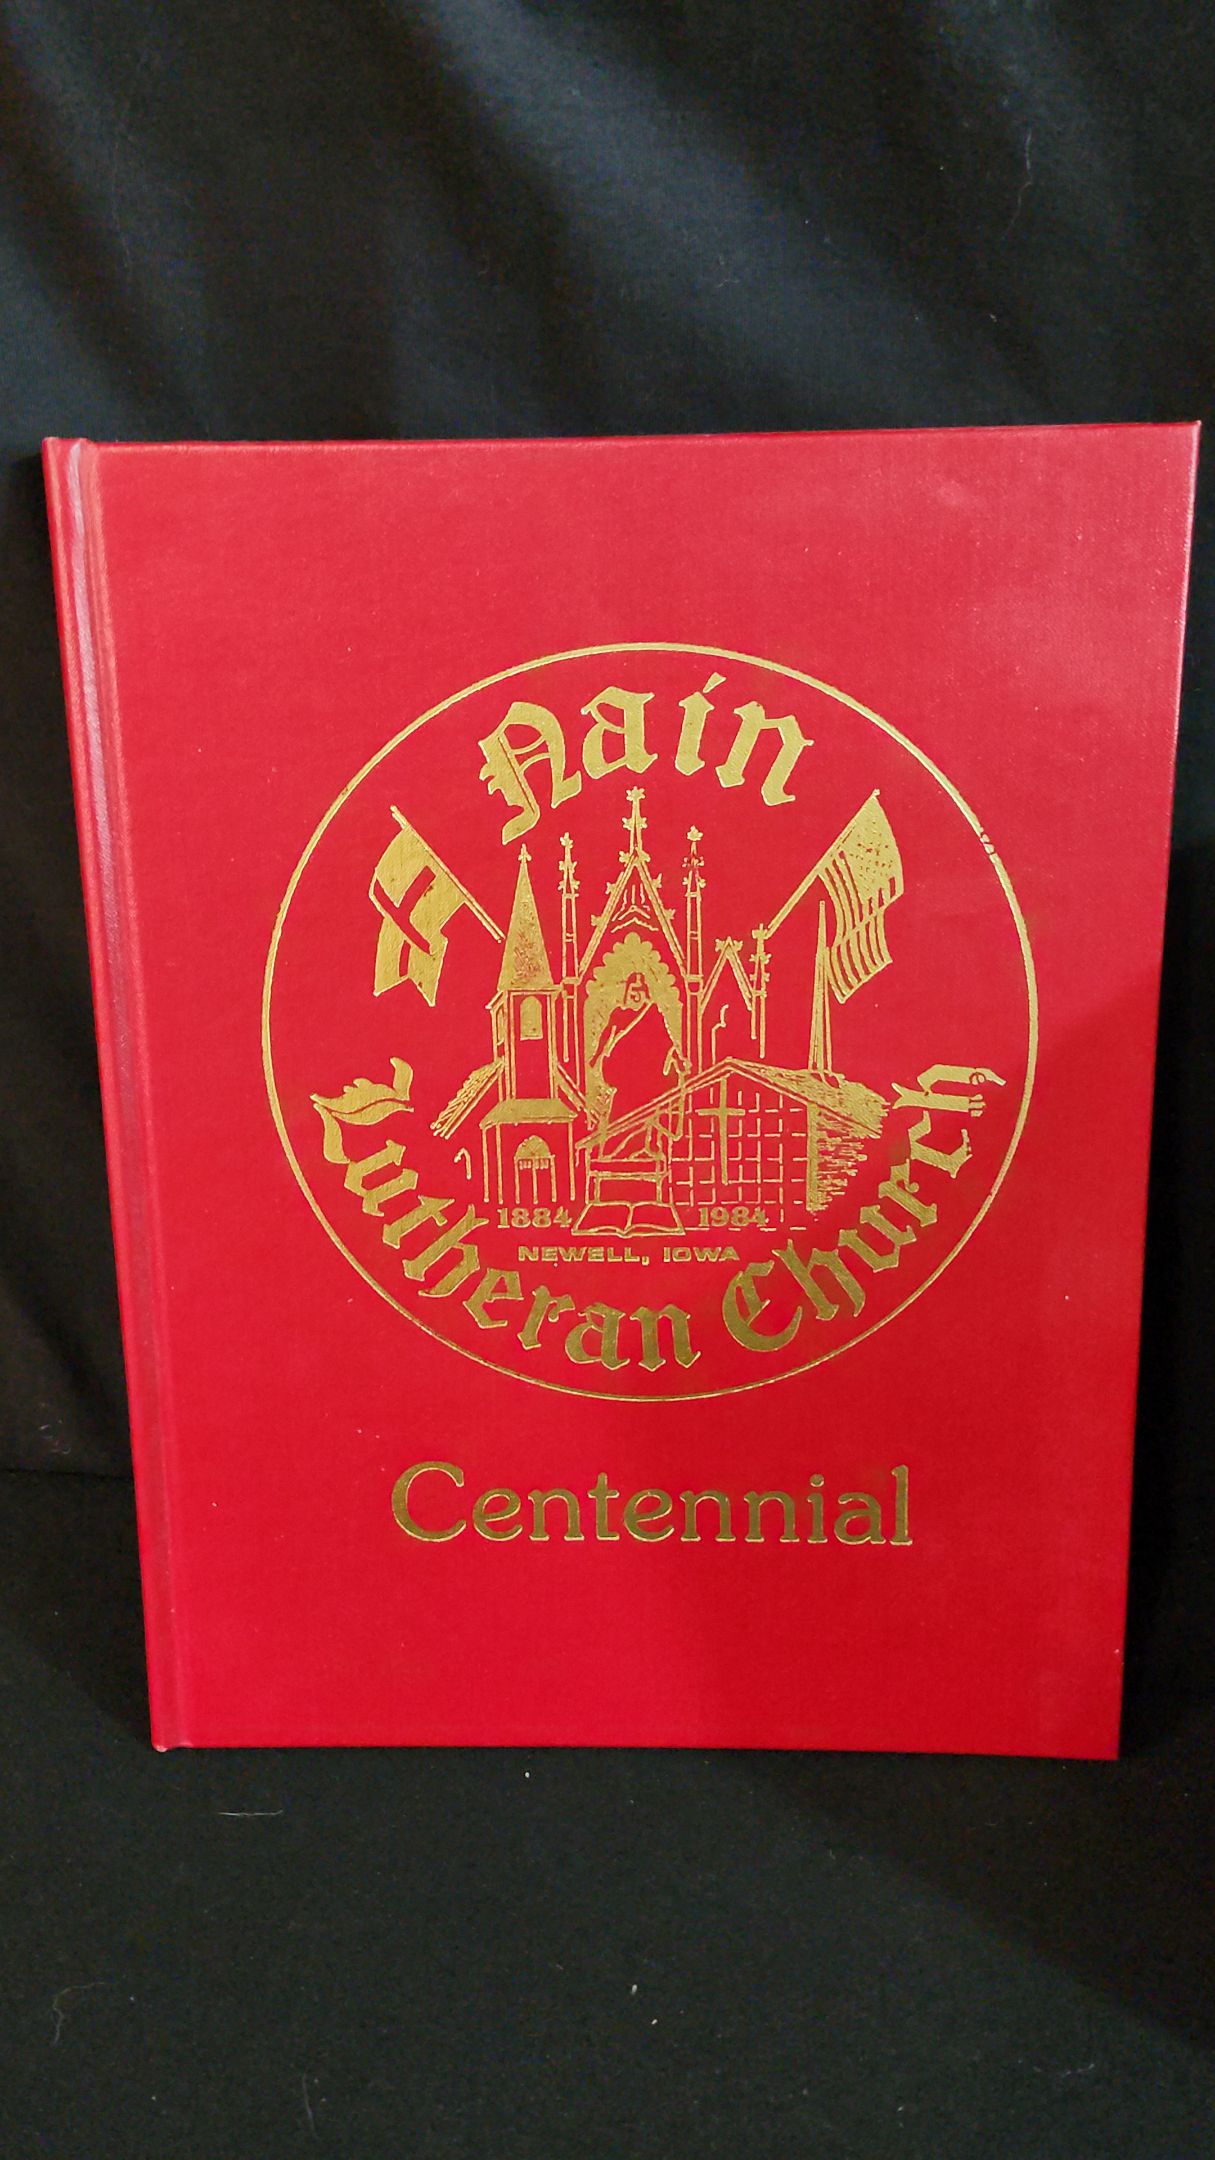 Nain
1884 1984
NEWELL, IOWA
Lutheran Church
Centennial